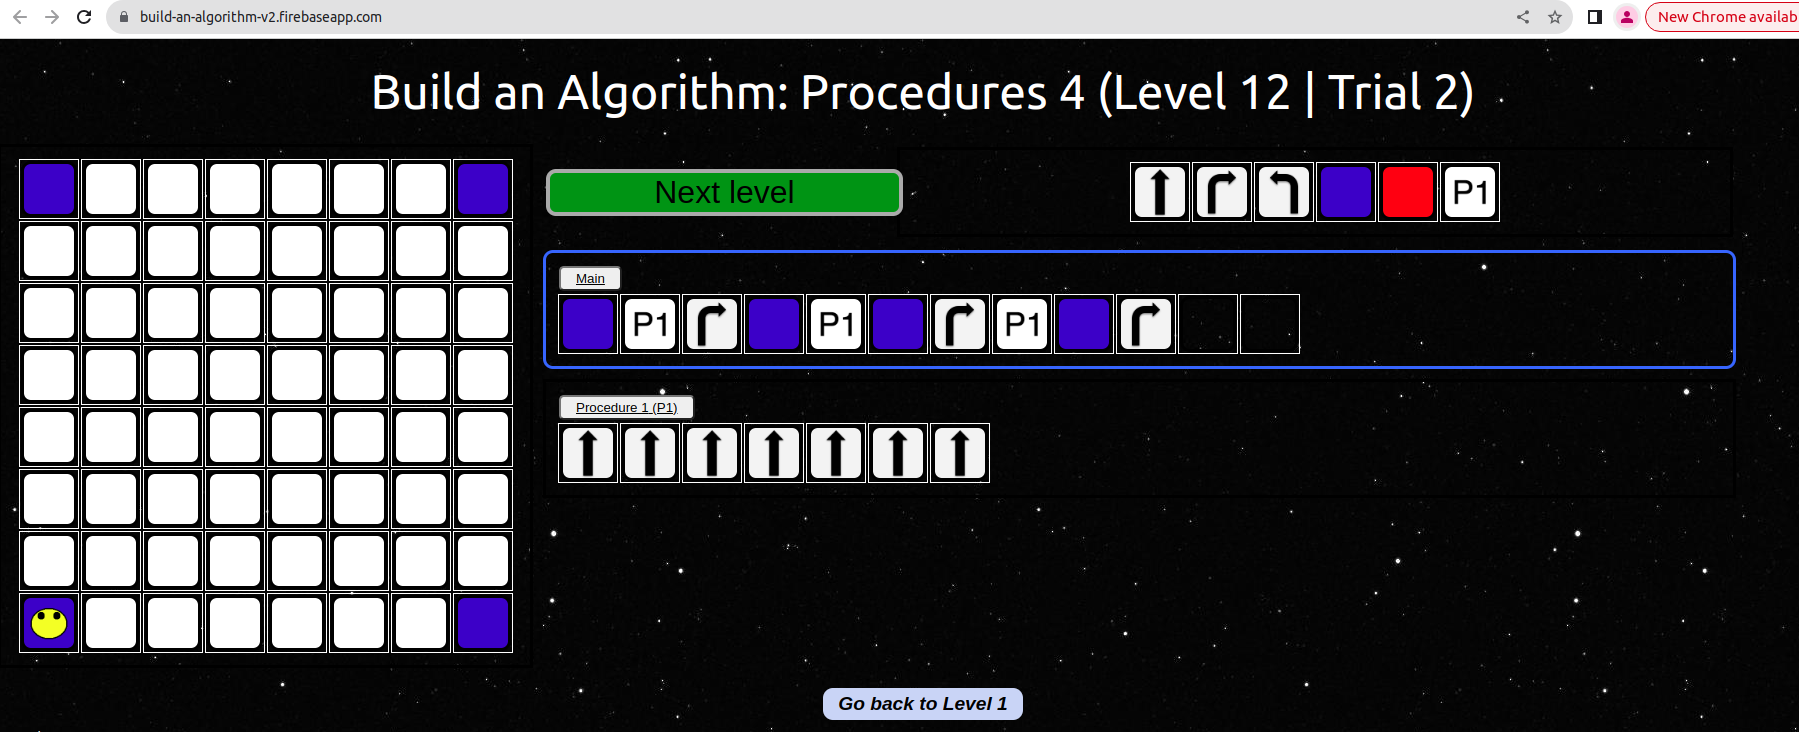 build-an-algorithm-v2.firebaseapp.com
New Chrome availab
Build an Algorithm: Procedures 4 (Level 12 | Trial 2)
Next level
P1
Main
P1 P1 P1
Procedure 1 (P1)
Go back to Level 1